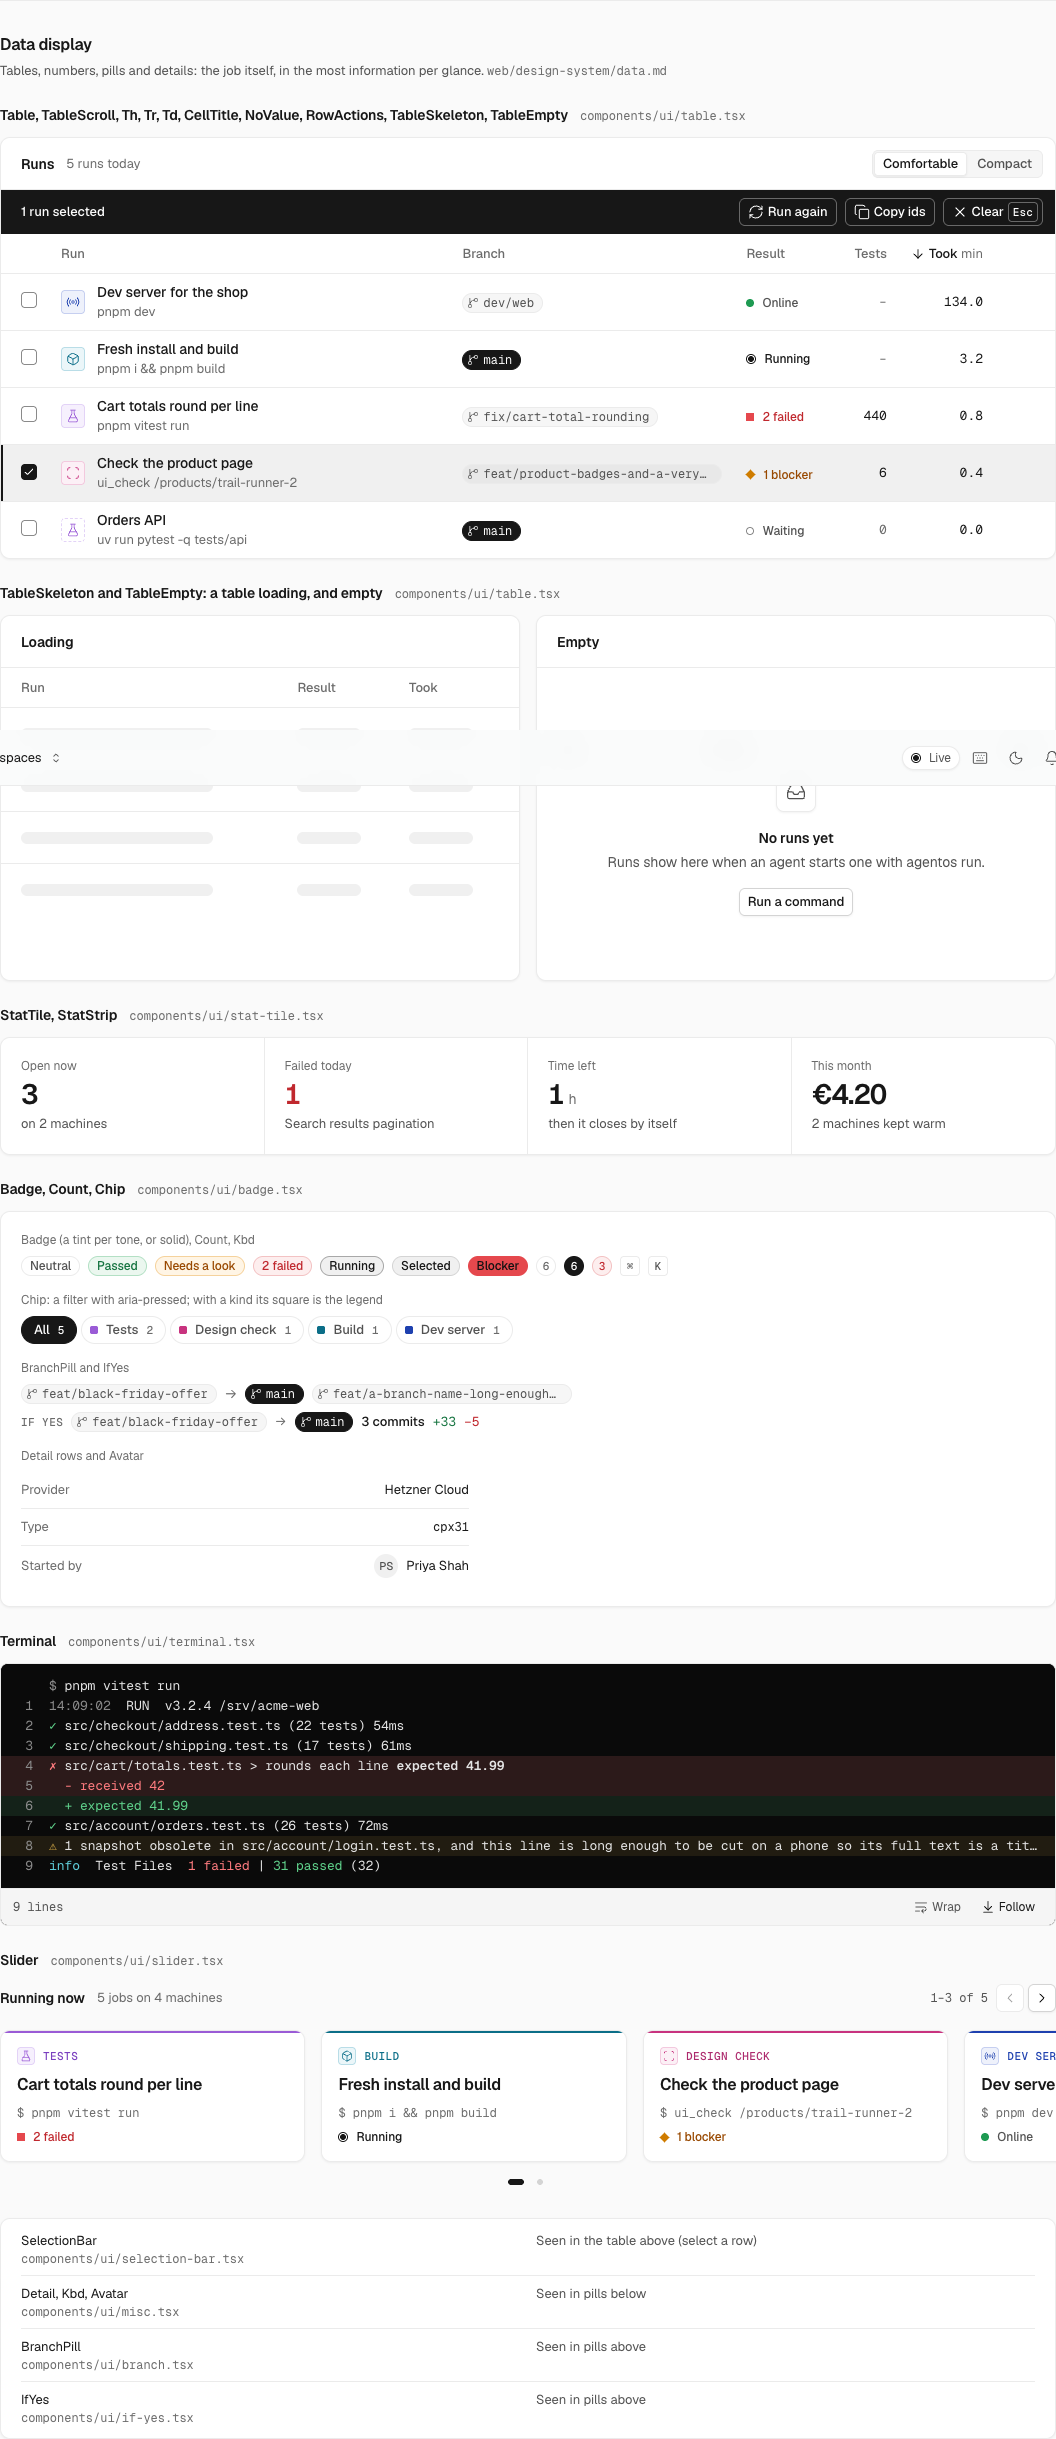 Data display
Tables, numbers, pills and details: the job itself, in the most information per glance. web/design-system/data.md
Table, TableScroll, Th, Tr, Td, CellTitle, NoValue, RowActions, TableSkeleton, TableEmpty components/ui/table.tsx
Runs 5 runs today Comfortable Compact
1 run selected Run again Copy ids Clear Esc
Run Branch Result Tests ↓ Took min
Dev server for the shop
pnpm dev dev/web Online – 134.0
Fresh install and build
pnpm i && pnpm build main Running – 3.2
Cart totals round per line
pnpm vitest run fix/cart-total-rounding 2 failed 440 0.8
Check the product page
ui_check /products/trail-runner-2 feat/product-badges-and-a-very… 1 blocker 6 0.4
Orders API
uv run pytest -q tests/api main Waiting 0 0.0
TableSkeleton and TableEmpty: a table loading, and empty components/ui/table.tsx
Loading Empty
Run Result Took
spaces Live
No runs yet
Runs show here when an agent starts one with agentos run.
Run a command
StatTile, StatStrip components/ui/stat-tile.tsx
Open now Failed today Time left This month
3 1 1 h €4.20
on 2 machines Search results pagination then it closes by itself 2 machines kept warm
Badge, Count, Chip components/ui/badge.tsx
Badge (a tint per tone, or solid), Count, Kbd
Neutral Passed Needs a look 2 failed Running Selected Blocker 6 6 3 ⌘ K
Chip: a filter with aria-pressed; with a kind its square is the legend
All 5 Tests 2 Design check 1 Build 1 Dev server 1
BranchPill and IfYes
feat/black-friday-offer → main feat/a-branch-name-long-enough…
IF YES feat/black-friday-offer → main 3 commits +33 −5
Detail rows and Avatar
Provider Hetzner Cloud
Type cpx31
Started by PS Priya Shah
Terminal components/ui/terminal.tsx
$ pnpm vitest run
1 14:09:02 RUN v3.2.4 /srv/acme-web
2 ✓ src/checkout/address.test.ts (22 tests) 54ms
3 ✓ src/checkout/shipping.test.ts (17 tests) 61ms
4 ✗ src/cart/totals.test.ts > rounds each line expected 41.99
5 - received 42
6 + expected 41.99
7 ✓ src/account/orders.test.ts (26 tests) 72ms
8 ⚠ 1 snapshot obsolete in src/account/login.test.ts, and this line is long enough to be cut on a phone so its full text is a tit…
9 info Test Files 1 failed | 31 passed (32)
9 lines Wrap Follow
Slider components/ui/slider.tsx
Running now 5 jobs on 4 machines 1-3 of 5
TESTS BUILD DESIGN CHECK DEV SER
Cart totals round per line Fresh install and build Check the product page Dev serve
$ pnpm vitest run $ pnpm i && pnpm build $ ui_check /products/trail-runner-2 $ pnpm dev
2 failed Running 1 blocker Online
SelectionBar Seen in the table above (select a row)
components/ui/selection-bar.tsx
Detail, Kbd, Avatar Seen in pills below
components/ui/misc.tsx
BranchPill Seen in pills above
components/ui/branch.tsx
IfYes Seen in pills above
components/ui/if-yes.tsx